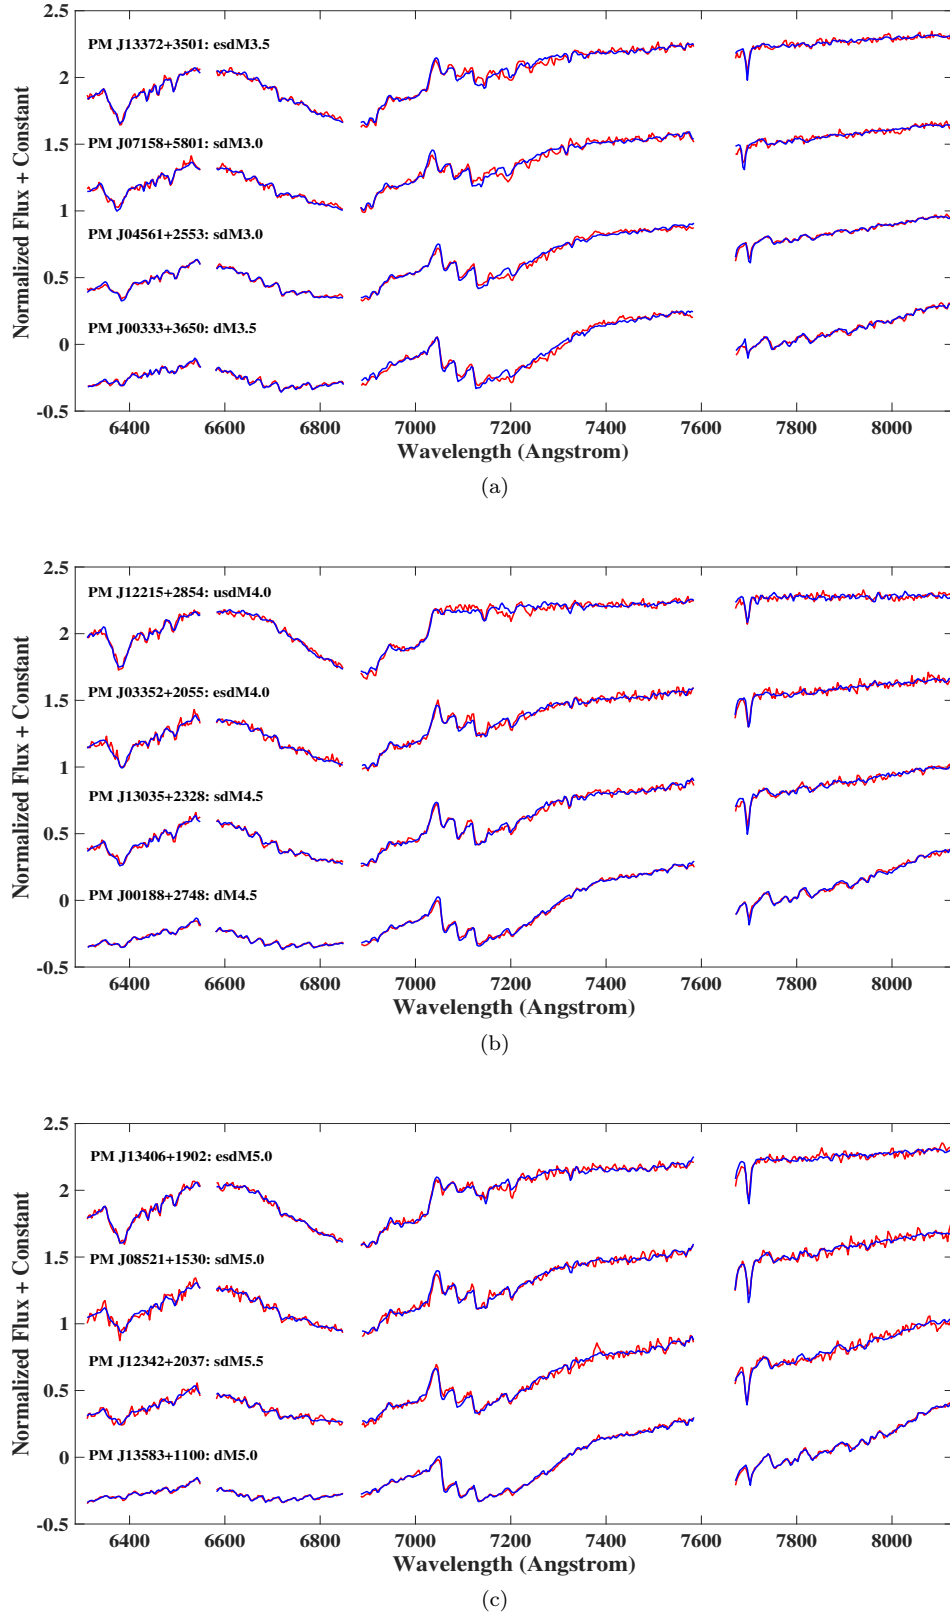 2.5
PM J13372+3501: esdM3.5
2
PM J07158+5801: sdM3.0
1.5
1
PM J04561+2553: sdM3.0
0.5
PM J00333+3650: dM3.5
0
-0.5
Normalized Flux + Constant
6400 6600 6800 7000 7200 7400 7600 7800 8000
Wavelength (Angstrom)
(a)
2.5
PM J12215+2854: usdM4.0
2
PM J03352+2055: esdM4.0
1.5
1
PM J13035+2328: sdM4.5
0.5
PM J00188+2748: dM4.5
0
-0.5
Normalized Flux + Constant
6400 6600 6800 7000 7200 7400 7600 7800 8000
Wavelength (Angstrom)
(b)
2.5
PM J13406+1902: esdM5.0
2
PM J08521+1530: sdM5.0
1.5
1
PM J12342+2037: sdM5.5
0.5
PM J13583+1100: dM5.0
0
-0.5
Normalized Flux + Constant
6400 6600 6800 7000 7200 7400 7600 7800 8000
Wavelength (Angstrom)
(c)